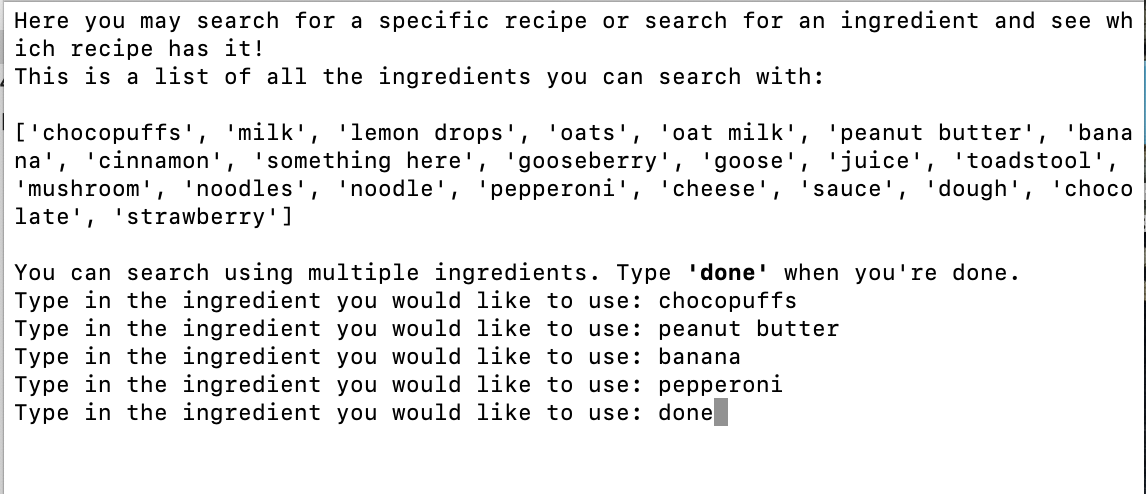 Here you may search for a specific recipe or search for an ingredient and see wh
ich recipe has it!
This is a list of all the ingredients you can search with:
['chocopuffs', 'milk', 'lemon drops', 'oats', 'oat milk', 'peanut butter', 'bana
na', 'cinnamon', 'something here', 'gooseberry', 'goose', 'juice', 'toadstool',
'mushroom', 'noodles', 'noodle', 'pepperoni', 'cheese', 'sauce', 'dough', 'choco
late', 'strawberry']
You can search using multiple ingredients. Type 'done' when you're done.
Type in the ingredient you would like to use: chocopuffs
Type in the ingredient you would like to use: peanut butter
Type in the ingredient you would like to use: banana
Type in the ingredient you would like to use: pepperoni
Type in the ingredient you would like to use: done